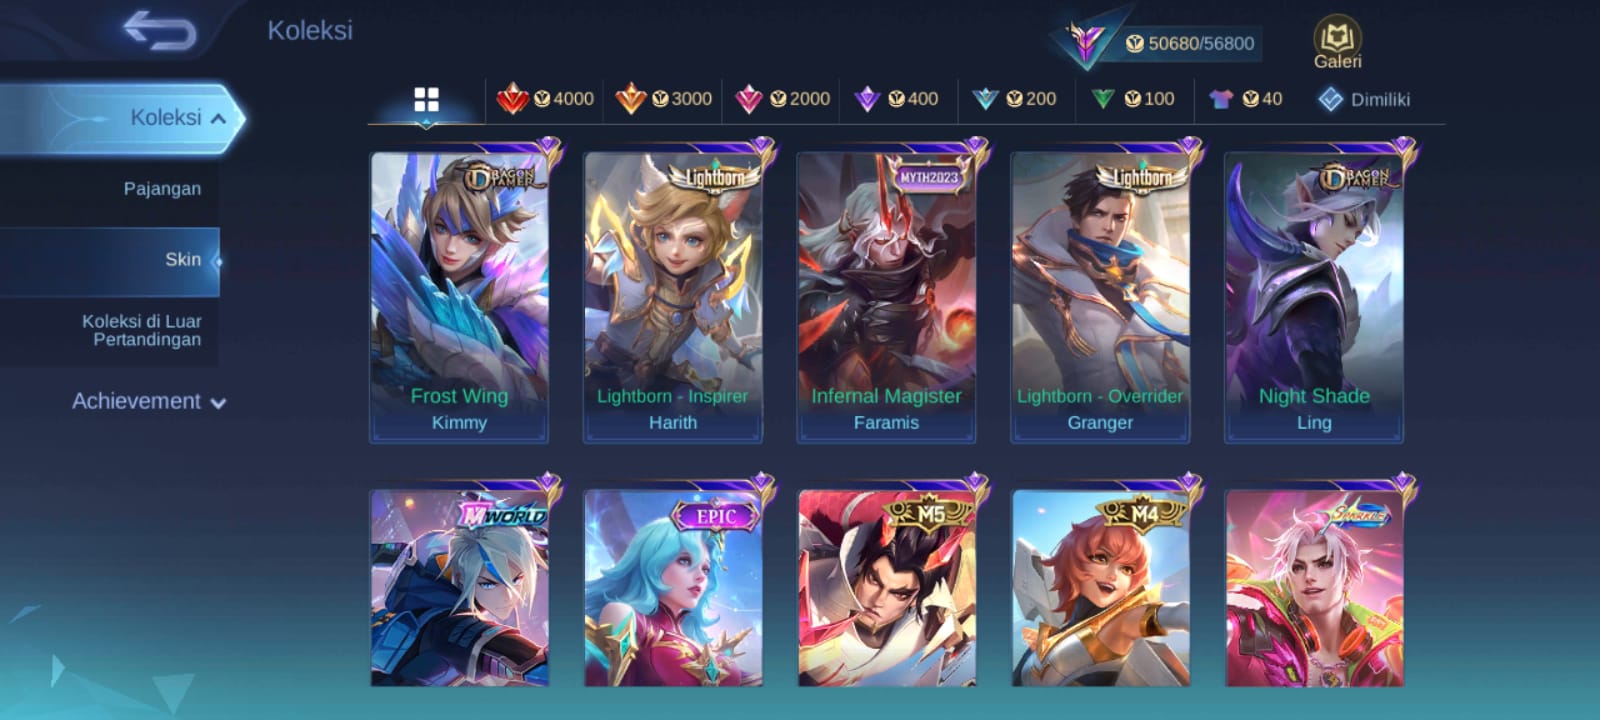 Koleksi
50680/56800
Galeri
Koleksi
Pajangan
Skin
Koleksi di Luar
Pertandingan
Achievement
4000
3000
2000
400
200
100
40
Dimiliki
DRAGON
TAMER
Lightborn
MYTH2023
Lightborn
DRAGON
TAMER
Frost Wing
Lightborn - Inspirer
Infernal Magister
Lightborn - Overrider
Night Shade
Kimmy
Harith
Faramis
Granger
Ling
MWORLD
EPIC
M5
M4
SPARKLE